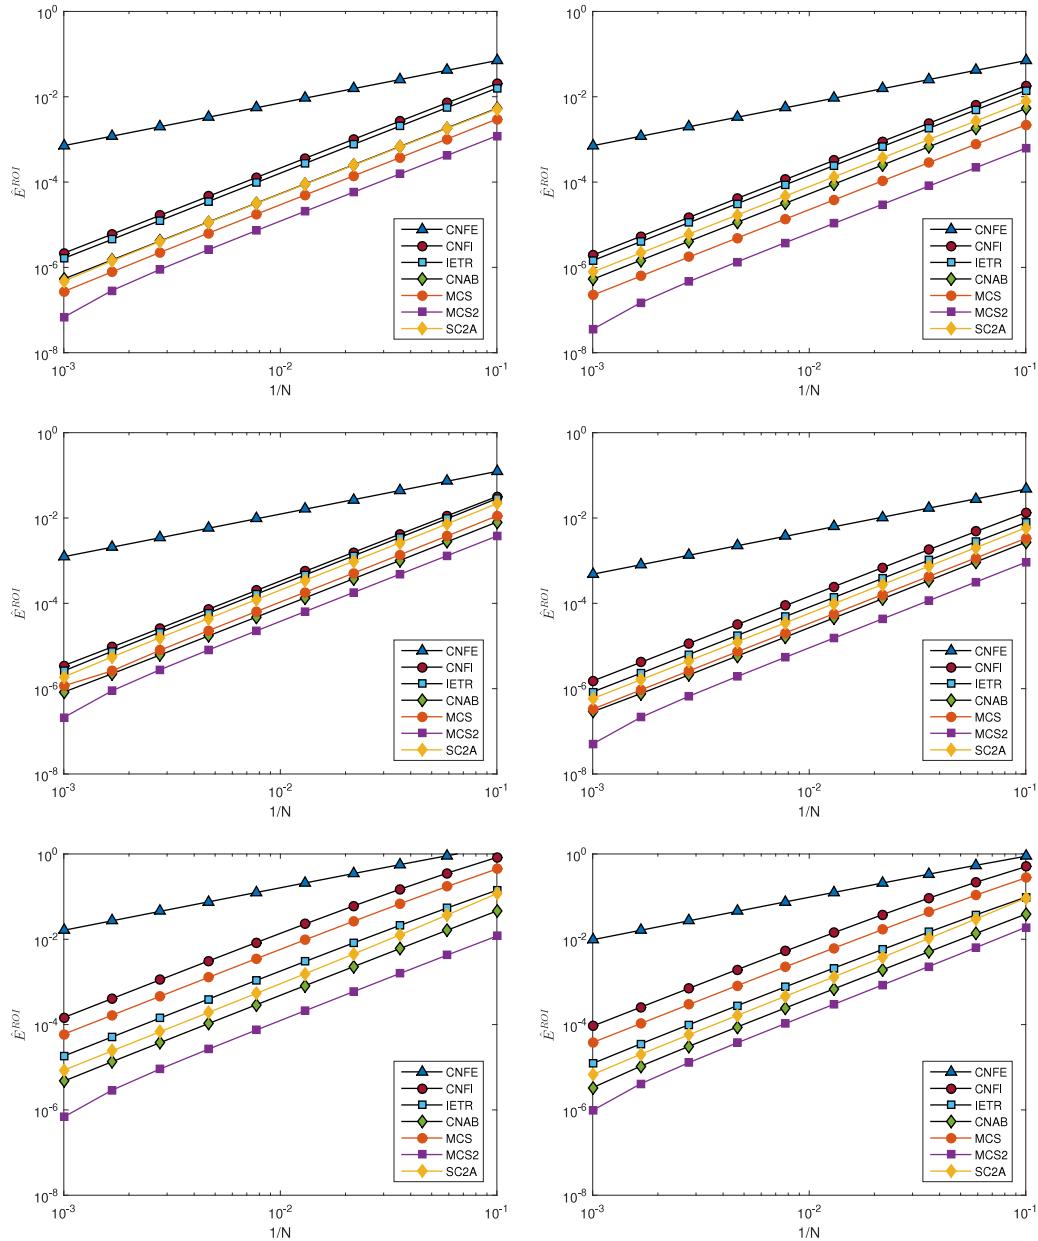 10^0
10^-2
10^-4
10^-6
10^-8
Ê^ROI
10^-3
10^-2
10^-1
1/N
CNFE
CNFI
IETR
CNAB
MCS
MCS2
SC2A
10^0
10^-2
10^-4
10^-6
10^-8
Ê^ROI
10^-3
10^-2
10^-1
1/N
CNFE
CNFI
IETR
CNAB
MCS
MCS2
SC2A
10^0
10^-2
10^-4
10^-6
10^-8
Ê^ROI
10^-3
10^-2
10^-1
1/N
CNFE
CNFI
IETR
CNAB
MCS
MCS2
SC2A
10^0
10^-2
10^-4
10^-6
10^-8
Ê^ROI
10^-3
10^-2
10^-1
1/N
CNFE
CNFI
IETR
CNAB
MCS
MCS2
SC2A
10^0
10^-2
10^-4
10^-6
10^-8
Ê^ROI
10^-3
10^-2
10^-1
1/N
CNFE
CNFI
IETR
CNAB
MCS
MCS2
SC2A
10^0
10^-2
10^-4
10^-6
10^-8
Ê^ROI
10^-3
10^-2
10^-1
1/N
CNFE
CNFI
IETR
CNAB
MCS
MCS2
SC2A